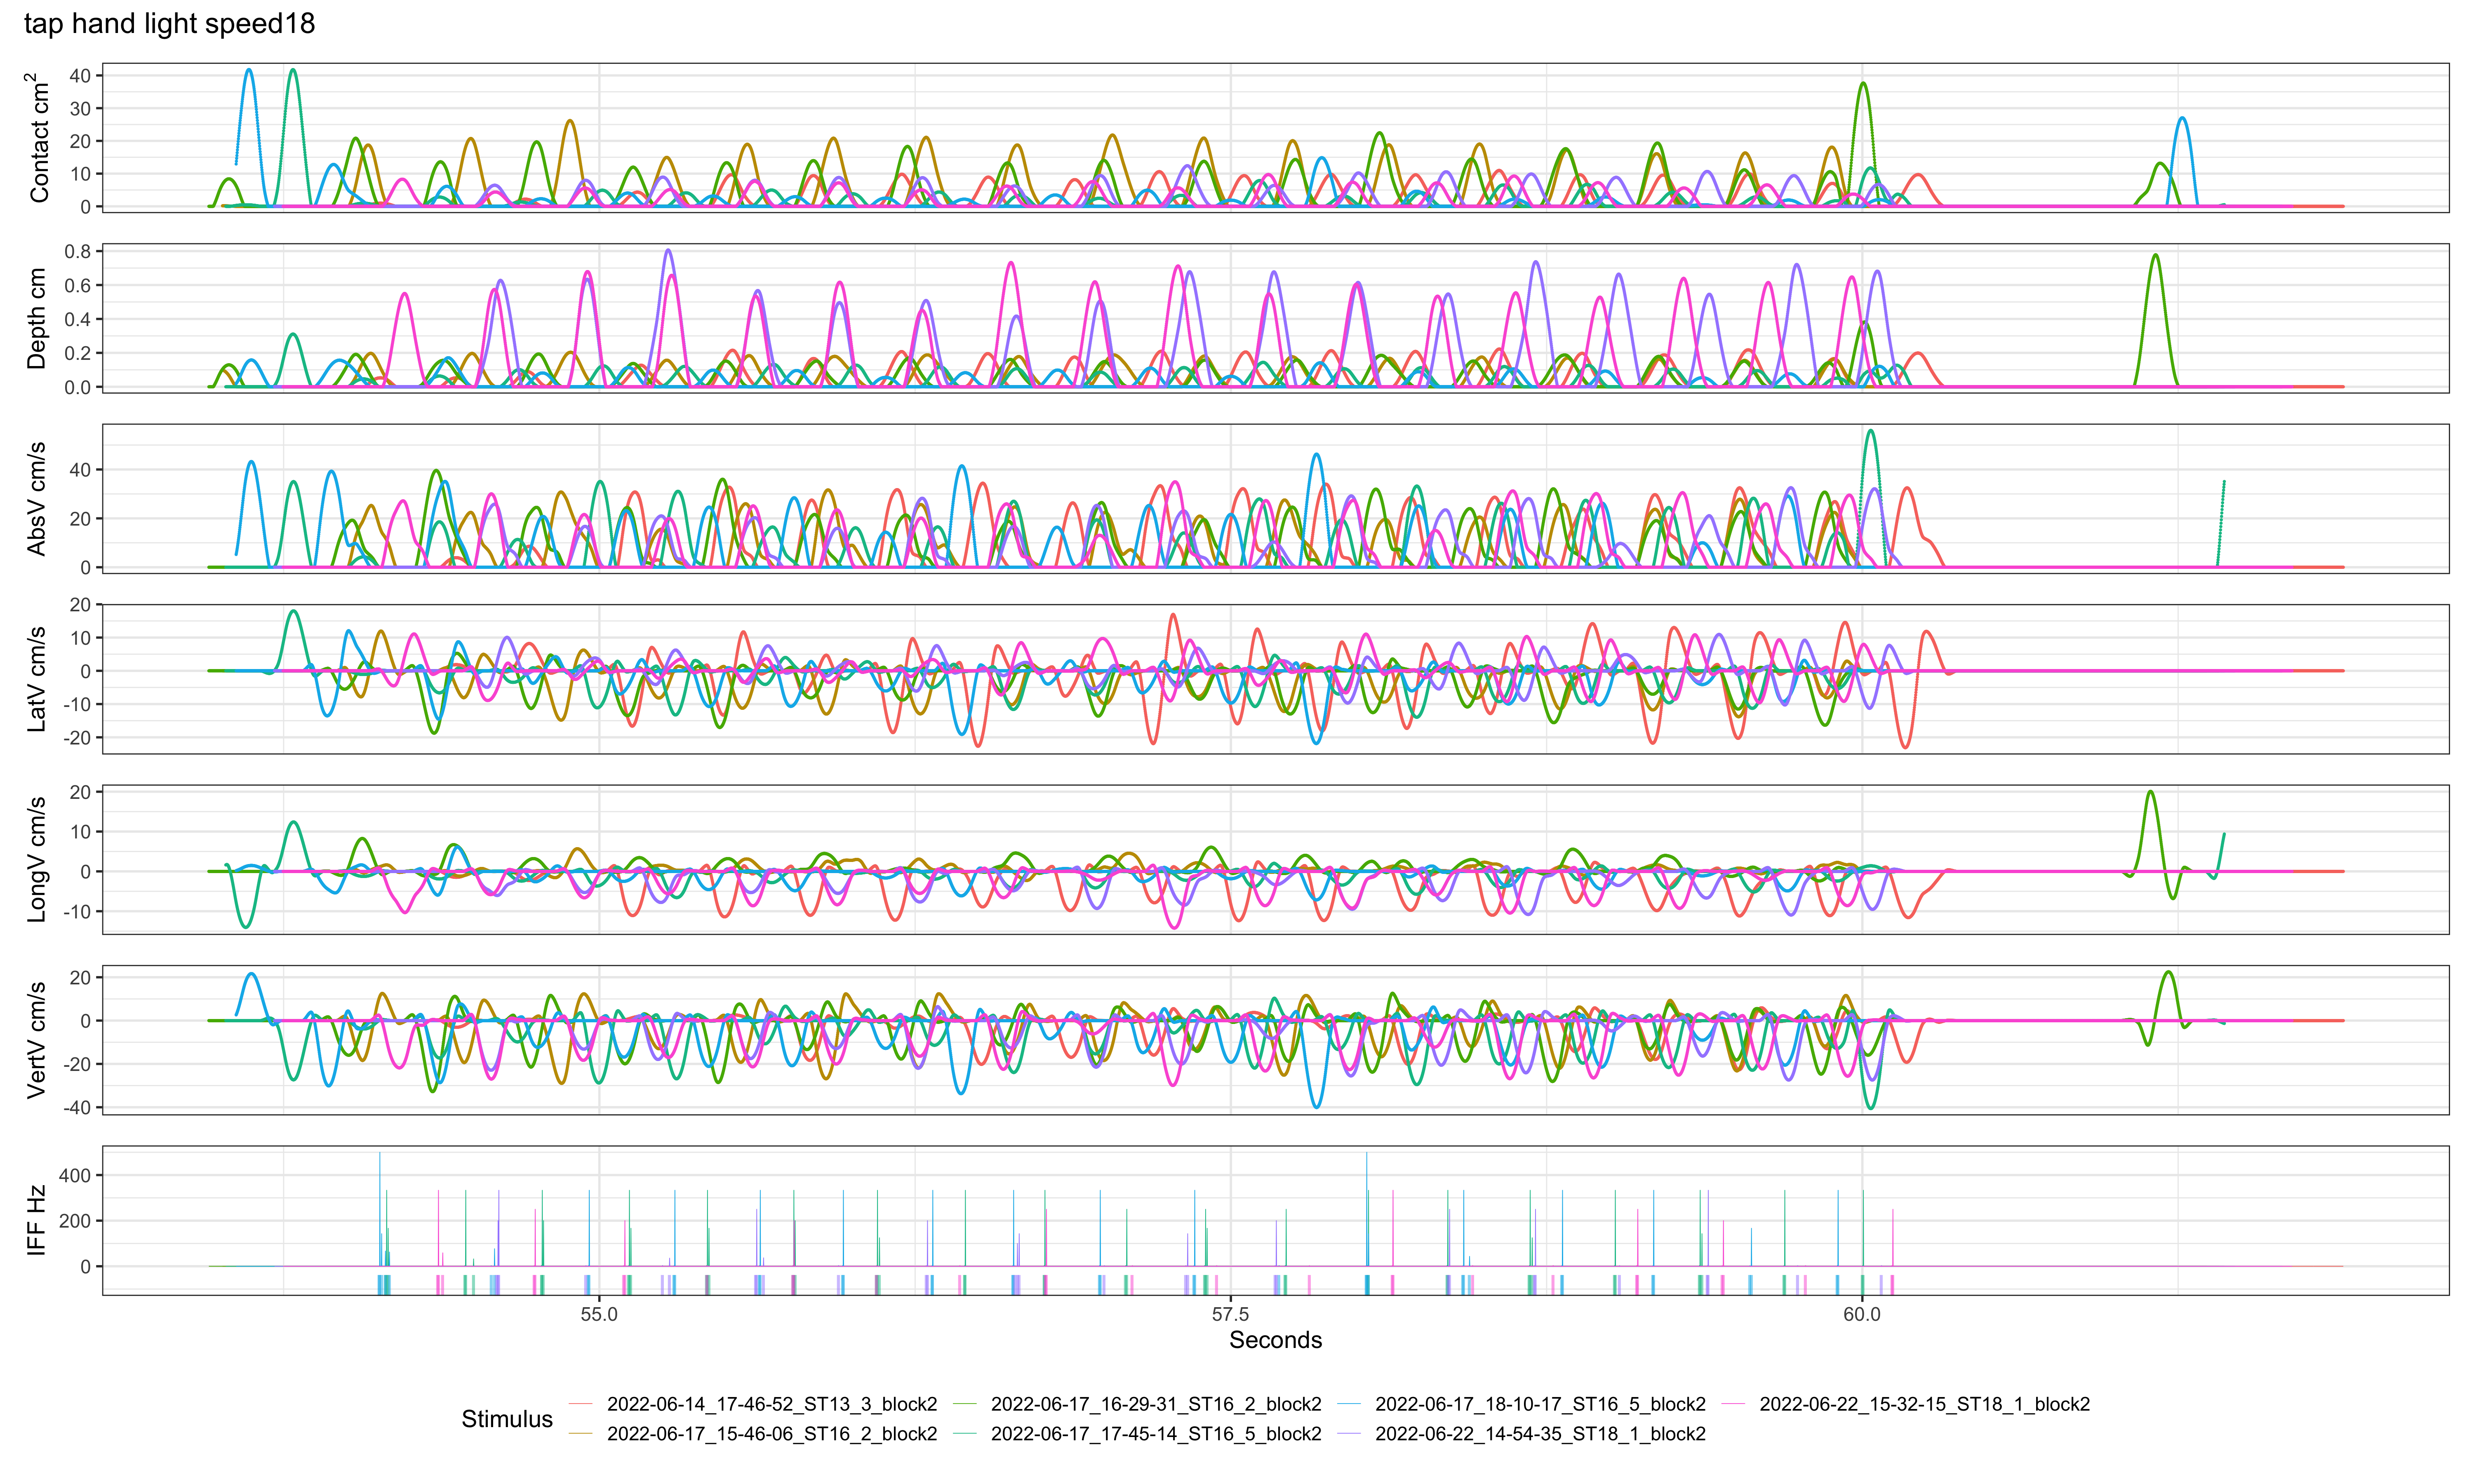 tap hand light speed18
Contact cm²
40
30
20
10
0
Depth cm
0.8
0.6
0.4
0.2
0.0
AbsV cm/s
40
20
0
LatV cm/s
20
10
0
-10
-20
LongV cm/s
20
10
0
-10
VertV cm/s
20
0
-20
-40
IFF Hz
400
200
0
55.0 57.5 60.0
Seconds
Stimulus
2022-06-14_17-46-52_ST13_3_block2 2022-06-17_16-29-31_ST16_2_block2 2022-06-17_18-10-17_ST16_5_block2 2022-06-22_15-32-15_ST18_1_block2
2022-06-17_15-46-06_ST16_2_block2 2022-06-17_17-45-14_ST16_5_block2 2022-06-22_14-54-35_ST18_1_block2